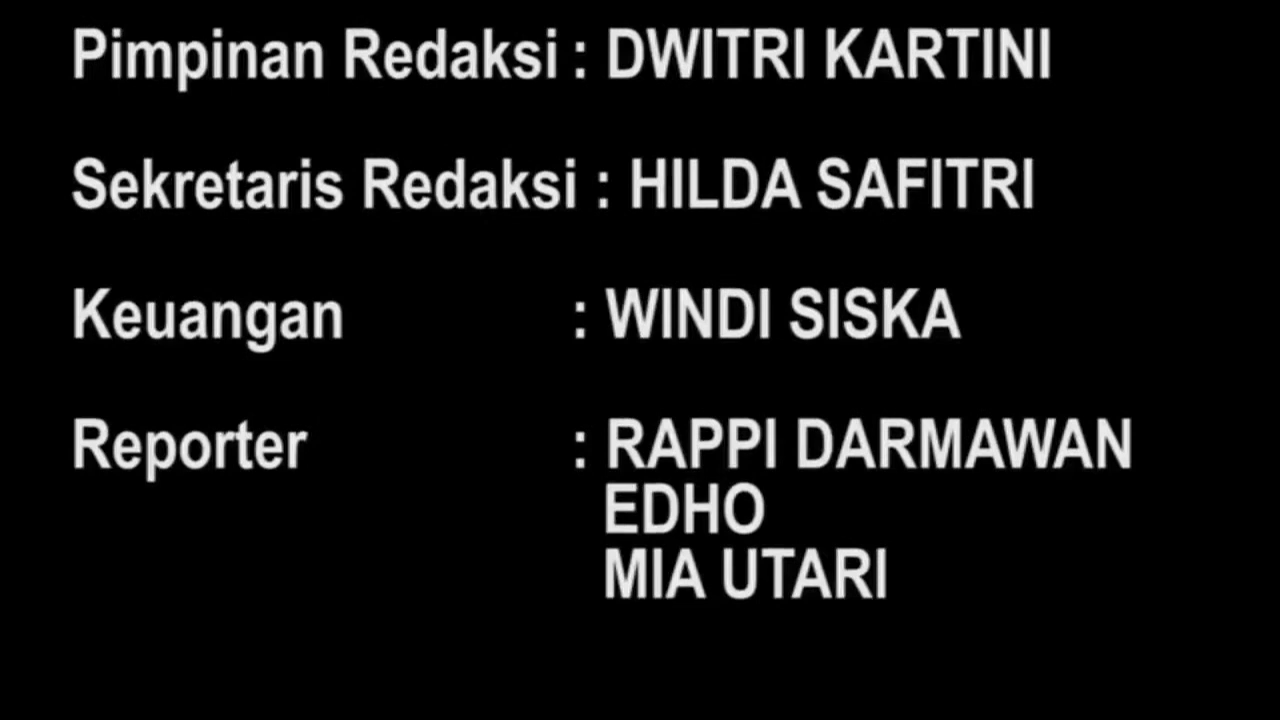 Pimpinan Redaksi : DWITRI KARTINI
Sekretaris Redaksi : HILDA SAFITRI
Keuangan : WINDI SISKA
Reporter : RAPPI DARMAWAN
EDHO
MIA UTARI